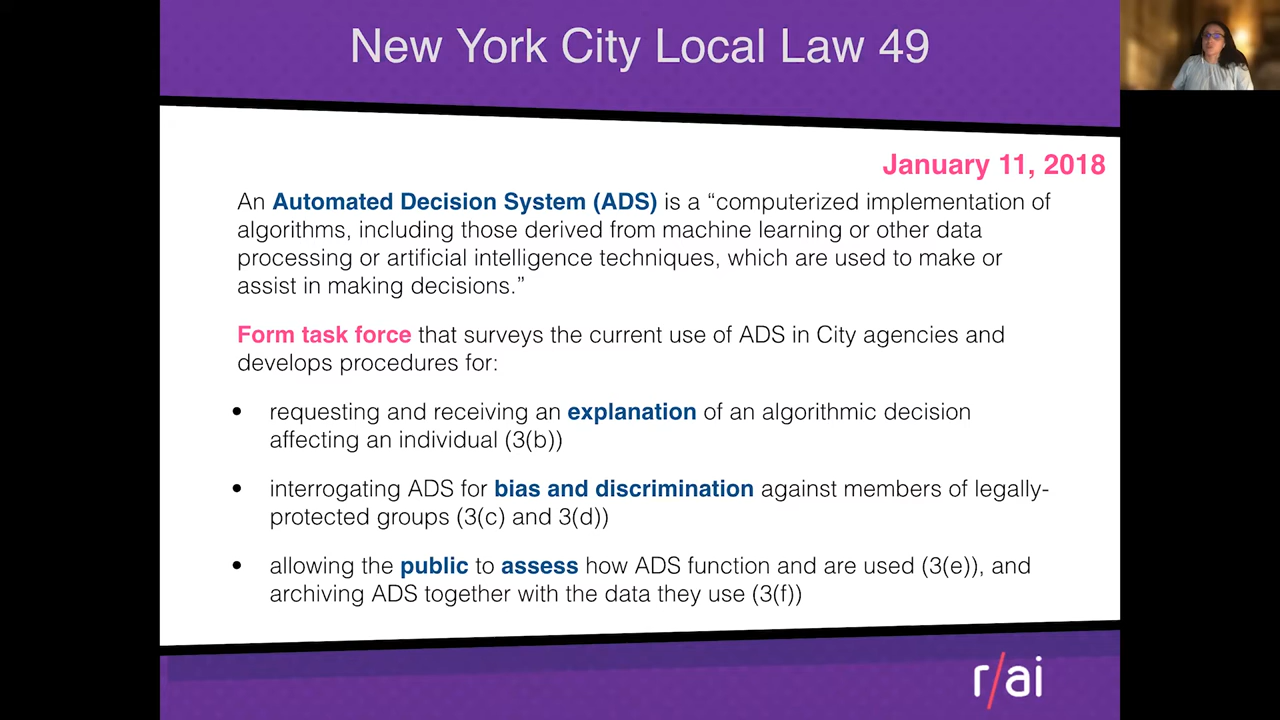 New York City Local Law 49
January 11, 2018
An Automated Decision System (ADS) is a “computerized implementation of
algorithms, including those derived from machine learning or other data
processing or artificial intelligence techniques, which are used to make or
assist in making decisions.”
Form task force that surveys the current use of ADS in City agencies and
develops procedures for:
• requesting and receiving an explanation of an algorithmic decision
affecting an individual (3(b))
• interrogating ADS for bias and discrimination against members of legally-
protected groups (3(c) and 3(d))
• allowing the public to assess how ADS function and are used (3(e)), and
archiving ADS together with the data they use (3(f))
r/ai